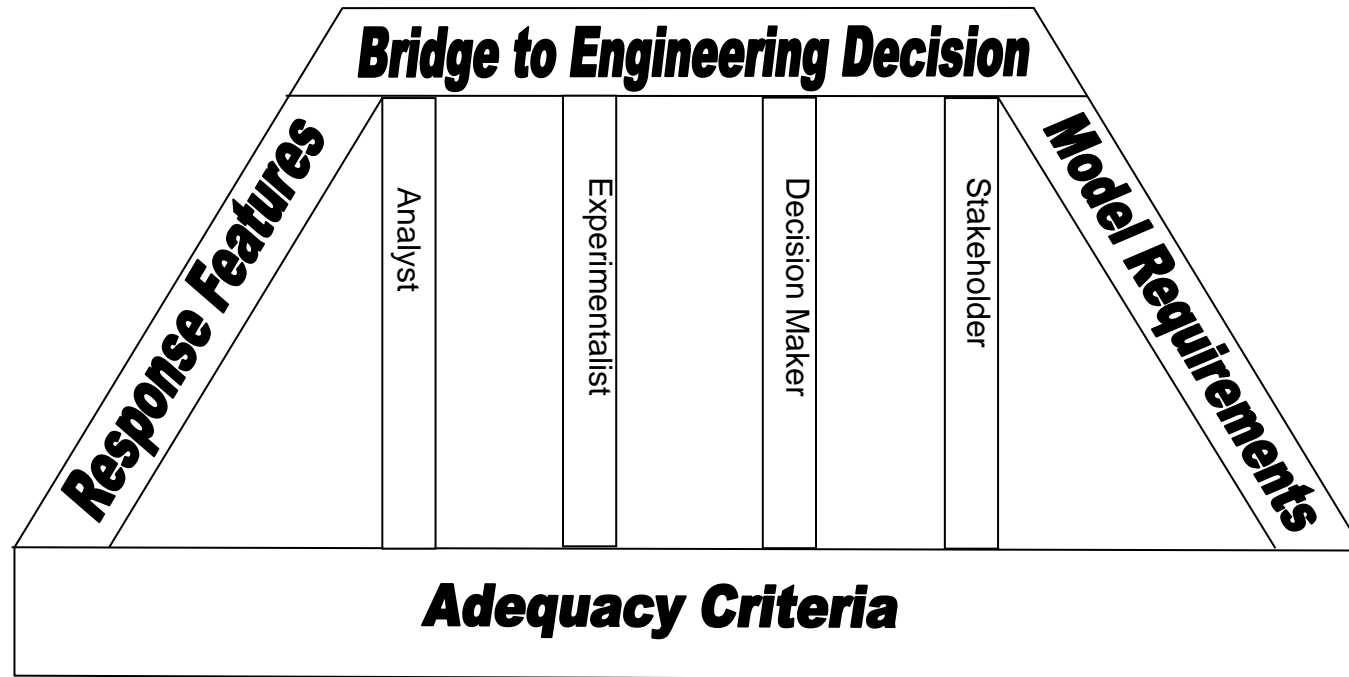 Bridge to Engineering Decision
Response Features
Analyst
Experimentalist
Decision Maker
Stakeholder
Model Requirements
Adequacy Criteria